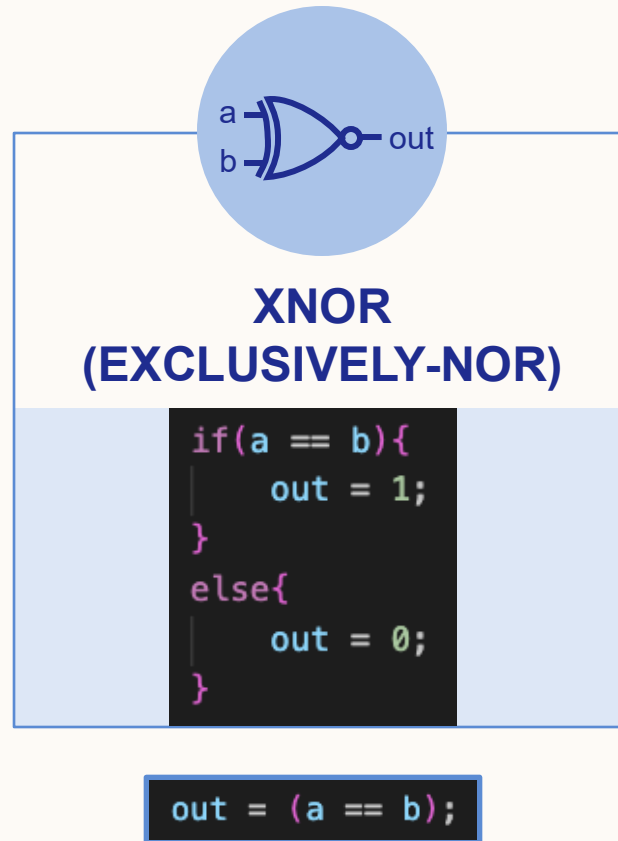 a
b
out
XNOR
(EXCLUSIVELY-NOR)
if(a == b){
    out = 1;
}
else{
    out = 0;
}
out = (a == b);